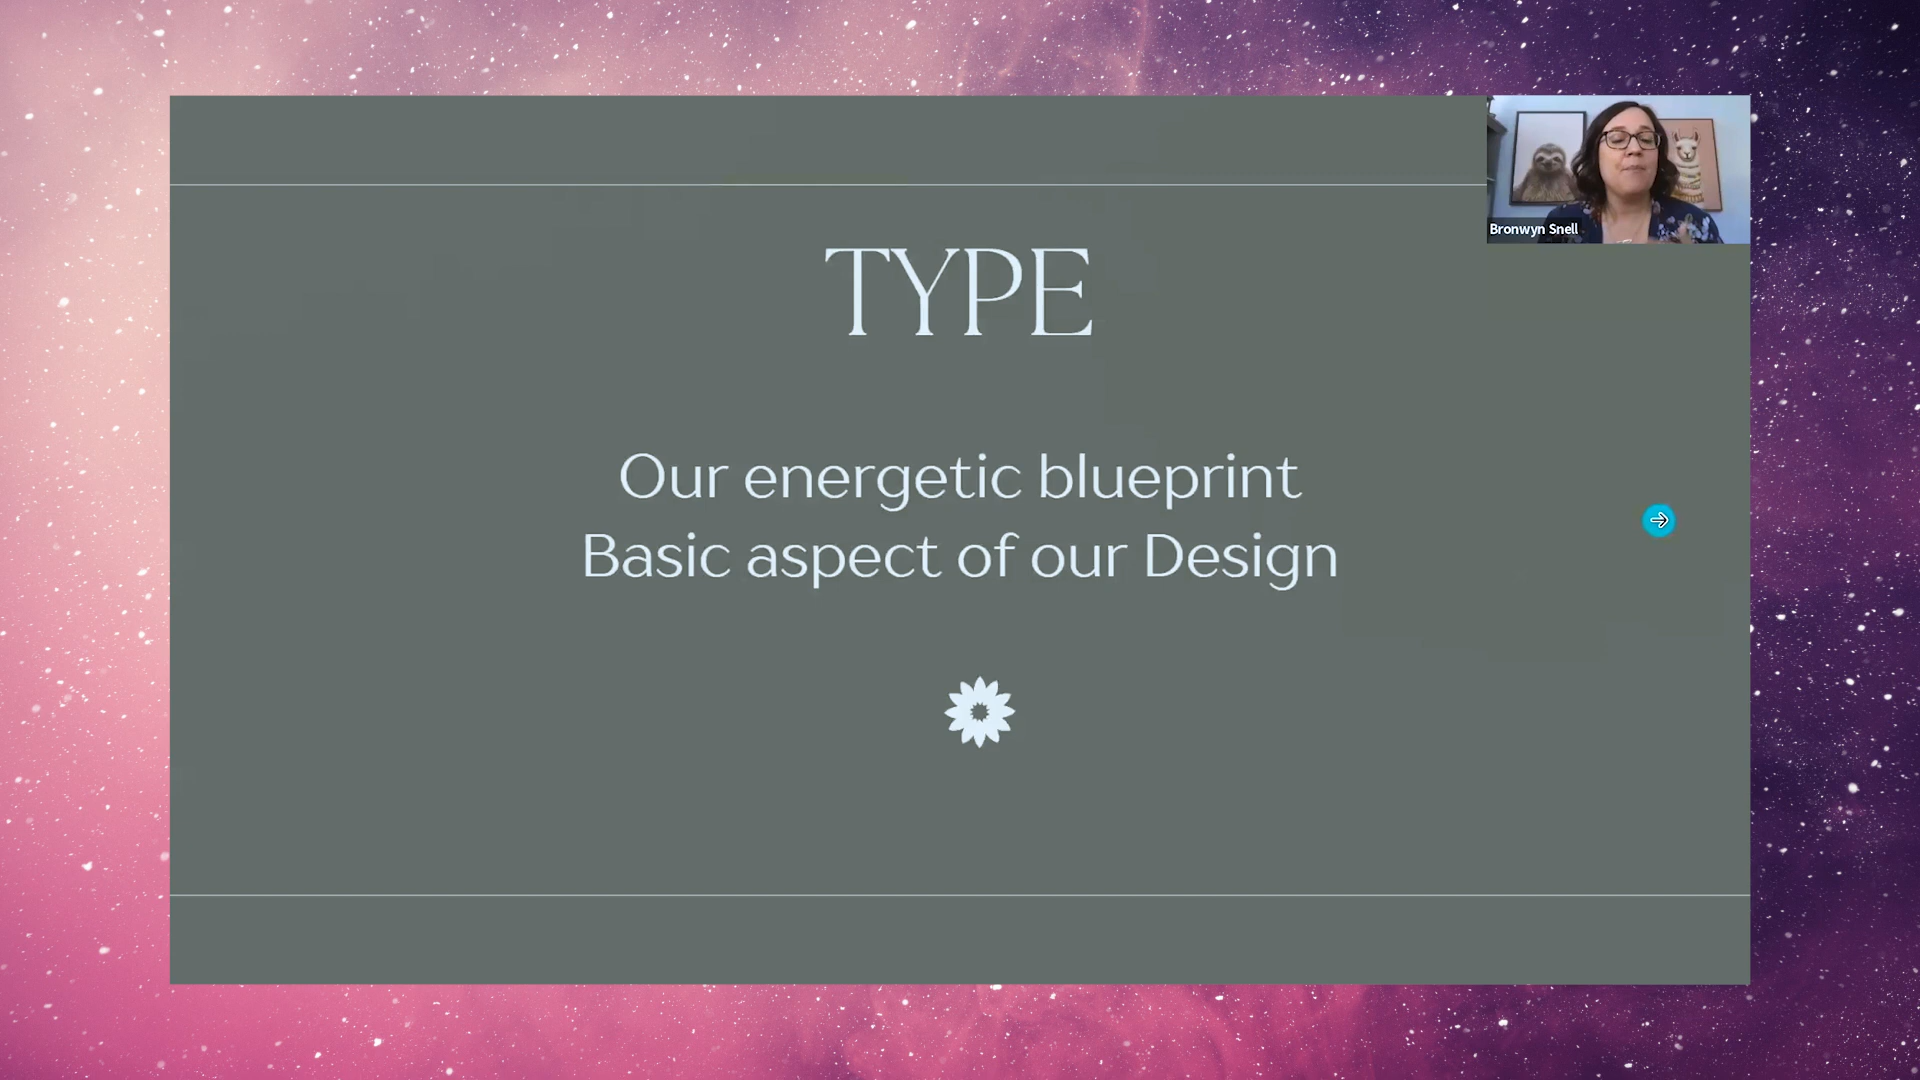 TYPE
Our energetic blueprint
Basic aspect of our Design
Bronwyn Snell